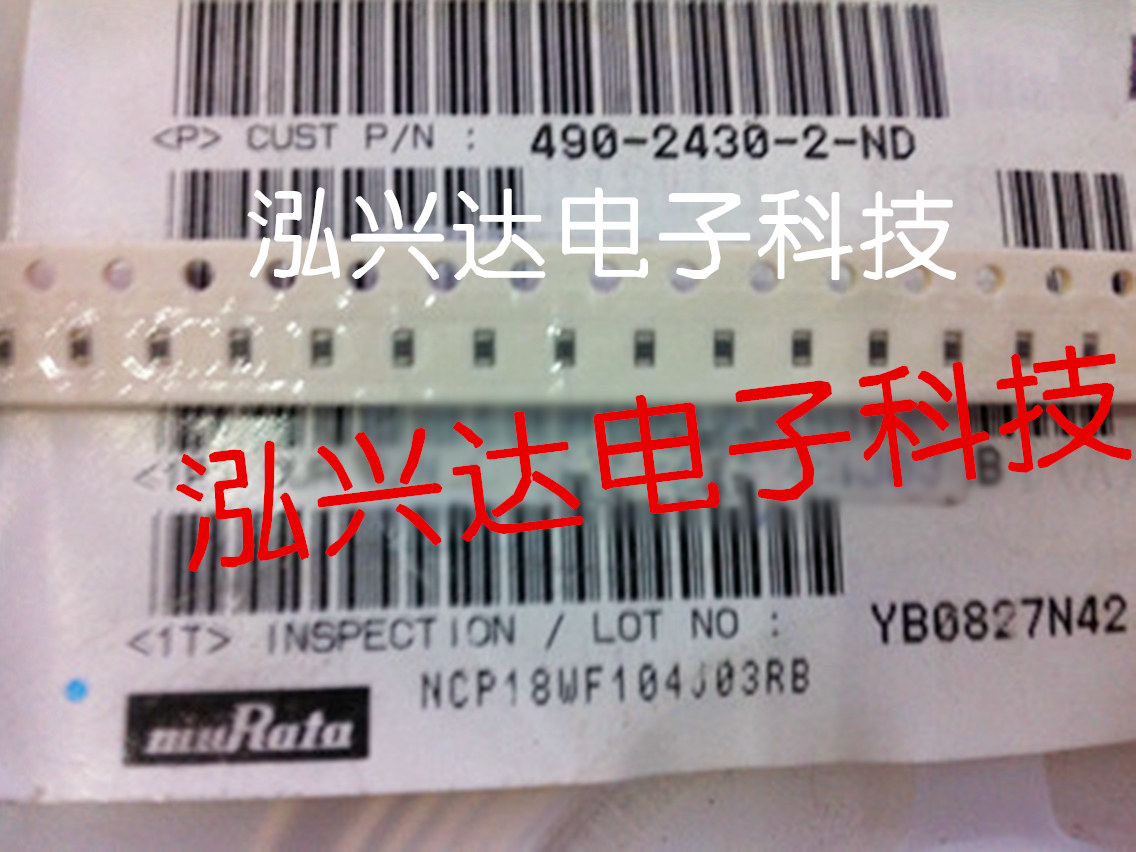 <P> CUST P/N : 490-2430-2-ND
泓兴达电子科技
泓兴达电子科技
<1T> INSPECTION / LOT NO : YB0827N42
NCP18WF104J03RB
muRata